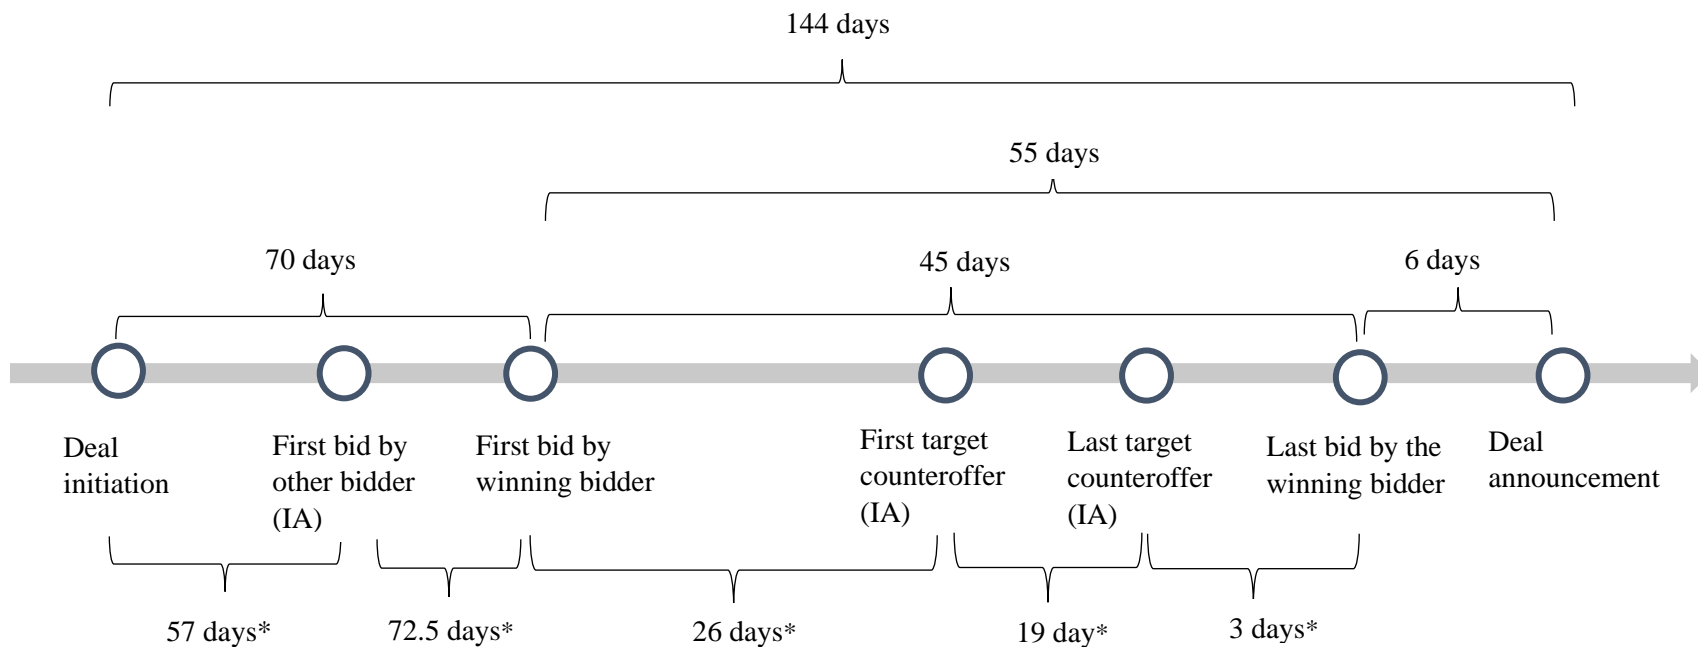 144 days
55 days
70 days
45 days
6 days
Deal
initiation
First bid by
other bidder
(IA)
First bid by
winning bidder
First target
counteroffer
(IA)
Last target
counteroffer
(IA)
Last bid by the
winning bidder
Deal
announcement
57 days*
72.5 days*
26 days*
19 day*
3 days*